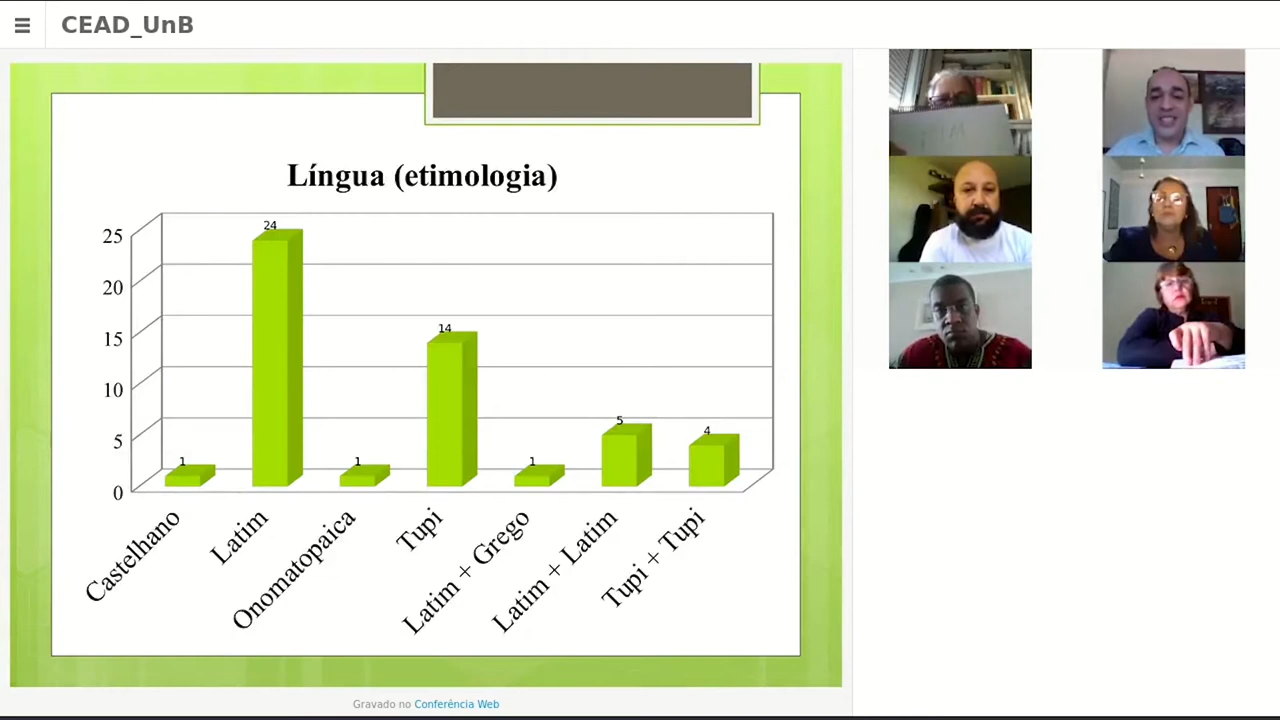 CEAD_UnB
Língua (etimologia)
25
20
15
10
5
0
1
24
1
14
1
5
4
Castelhano
Latim
Onomatopaica
Tupi
Latim + Grego
Latim + Latim
Tupi + Tupi
Gravado no Conferência Web